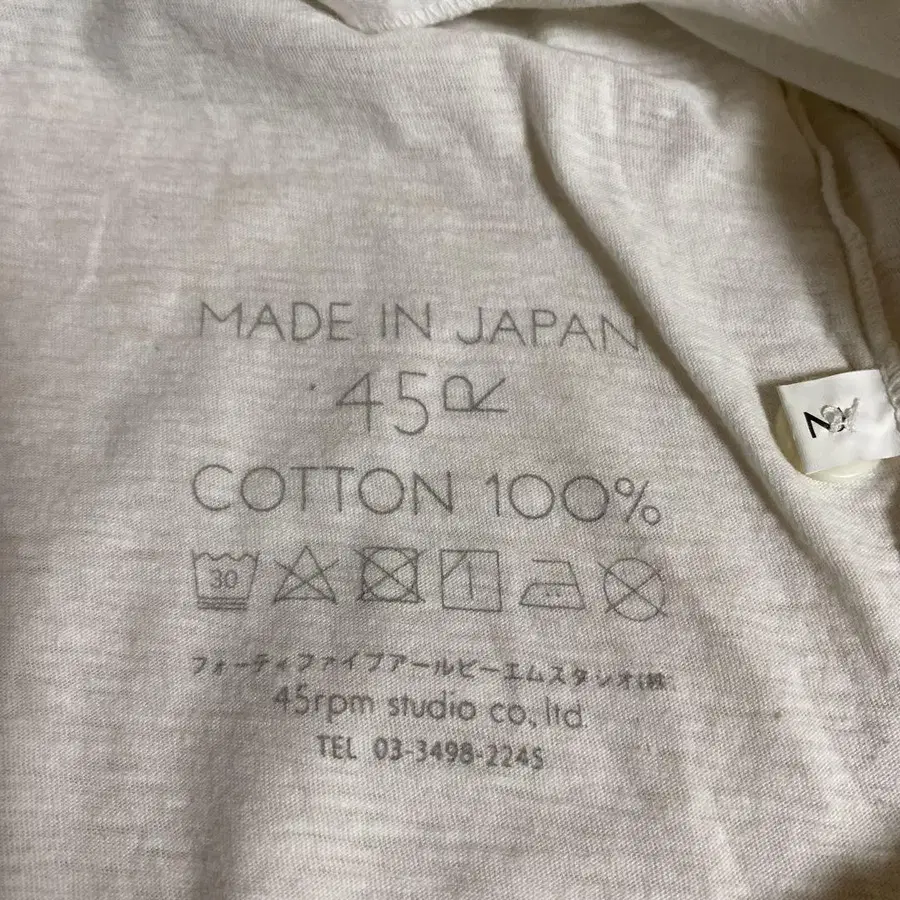 MADE IN JAPAN
45R
COTTON 100%
30
フォーティファイブアールピーエムスタジオ(株)
45rpm studio co.,ltd.
TEL 03-3498-2245